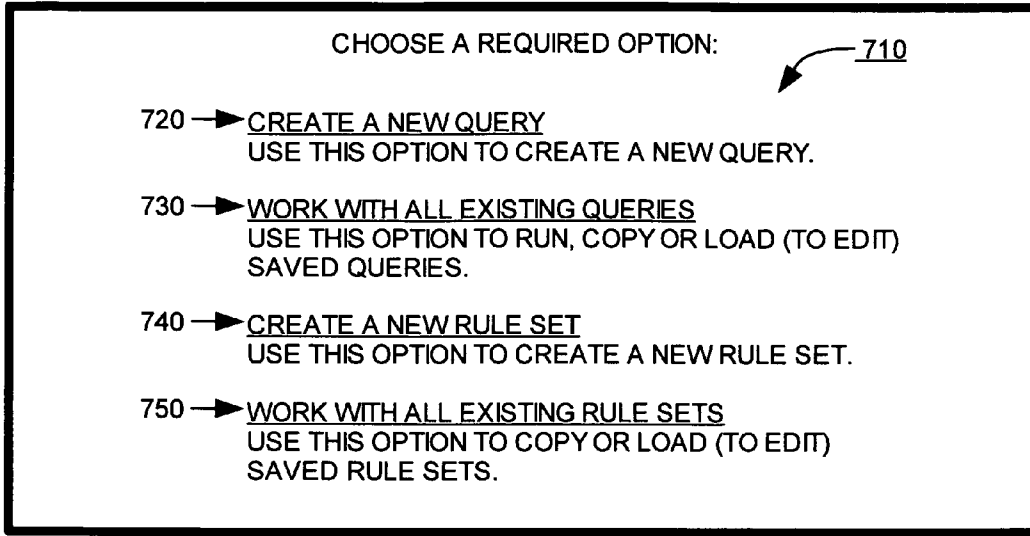 CHOOSE A REQUIRED OPTION:
710
720 CREATE A NEW QUERY
USE THIS OPTION TO CREATE A NEW QUERY.
730 WORK WITH ALL EXISTING QUERIES
USE THIS OPTION TO RUN, COPY OR LOAD (TO EDIT)
SAVED QUERIES.
740 CREATE A NEW RULE SET
USE THIS OPTION TO CREATE A NEW RULE SET.
750 WORK WITH ALL EXISTING RULE SETS
USE THIS OPTION TO COPY OR LOAD (TO EDIT)
SAVED RULE SETS.